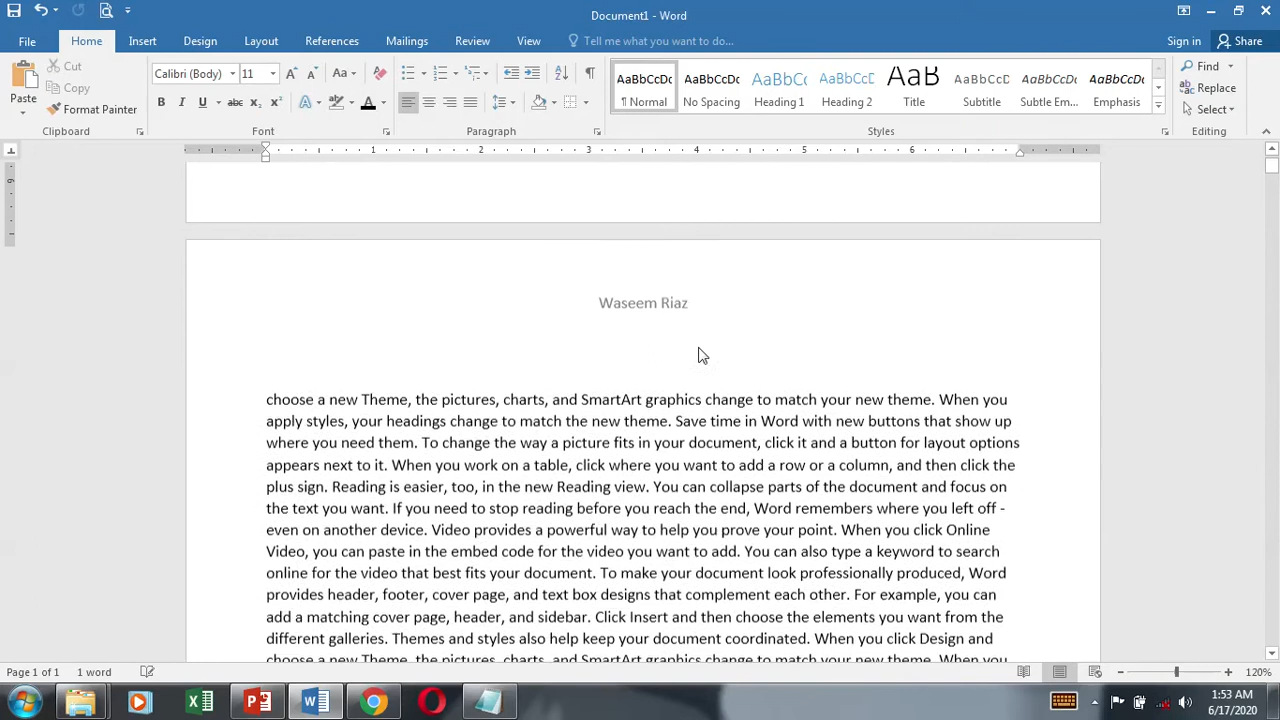 Document1 - Word
File Home Insert Design Layout References Mailings Review View Tell me what you want to do... Sign in Share
Paste
Cut
Copy
Format Painter
Clipboard
Calibri (Body) 11 Aa
B I U abc x2 x2 A A
Font
Paragraph
AaBbCcDc AaBbCcDc AaBbCc AaBbCcD AaB AaBbCcD AaBbCcDc AaBbCcDc
¶ Normal No Spacing Heading 1 Heading 2 Title Subtitle Subtle Em... Emphasis
Styles
Find
Replace
Select
Editing
1 2 3 4 5 6
9
Waseem Riaz
choose a new Theme, the pictures, charts, and SmartArt graphics change to match your new theme. When you
apply styles, your headings change to match the new theme. Save time in Word with new buttons that show up
where you need them. To change the way a picture fits in your document, click it and a button for layout options
appears next to it. When you work on a table, click where you want to add a row or a column, and then click the
plus sign. Reading is easier, too, in the new Reading view. You can collapse parts of the document and focus on
the text you want. If you need to stop reading before you reach the end, Word remembers where you left off -
even on another device. Video provides a powerful way to help you prove your point. When you click Online
Video, you can paste in the embed code for the video you want to add. You can also type a keyword to search
online for the video that best fits your document. To make your document look professionally produced, Word
provides header, footer, cover page, and text box designs that complement each other. For example, you can
add a matching cover page, header, and sidebar. Click Insert and then choose the elements you want from the
different galleries. Themes and styles also help keep your document coordinated. When you click Design and
choose a new Theme, the pictures, charts, and SmartArt graphics change to match your new theme. When you
Page 1 of 1 1 word 120%
1:53 AM
6/17/2020